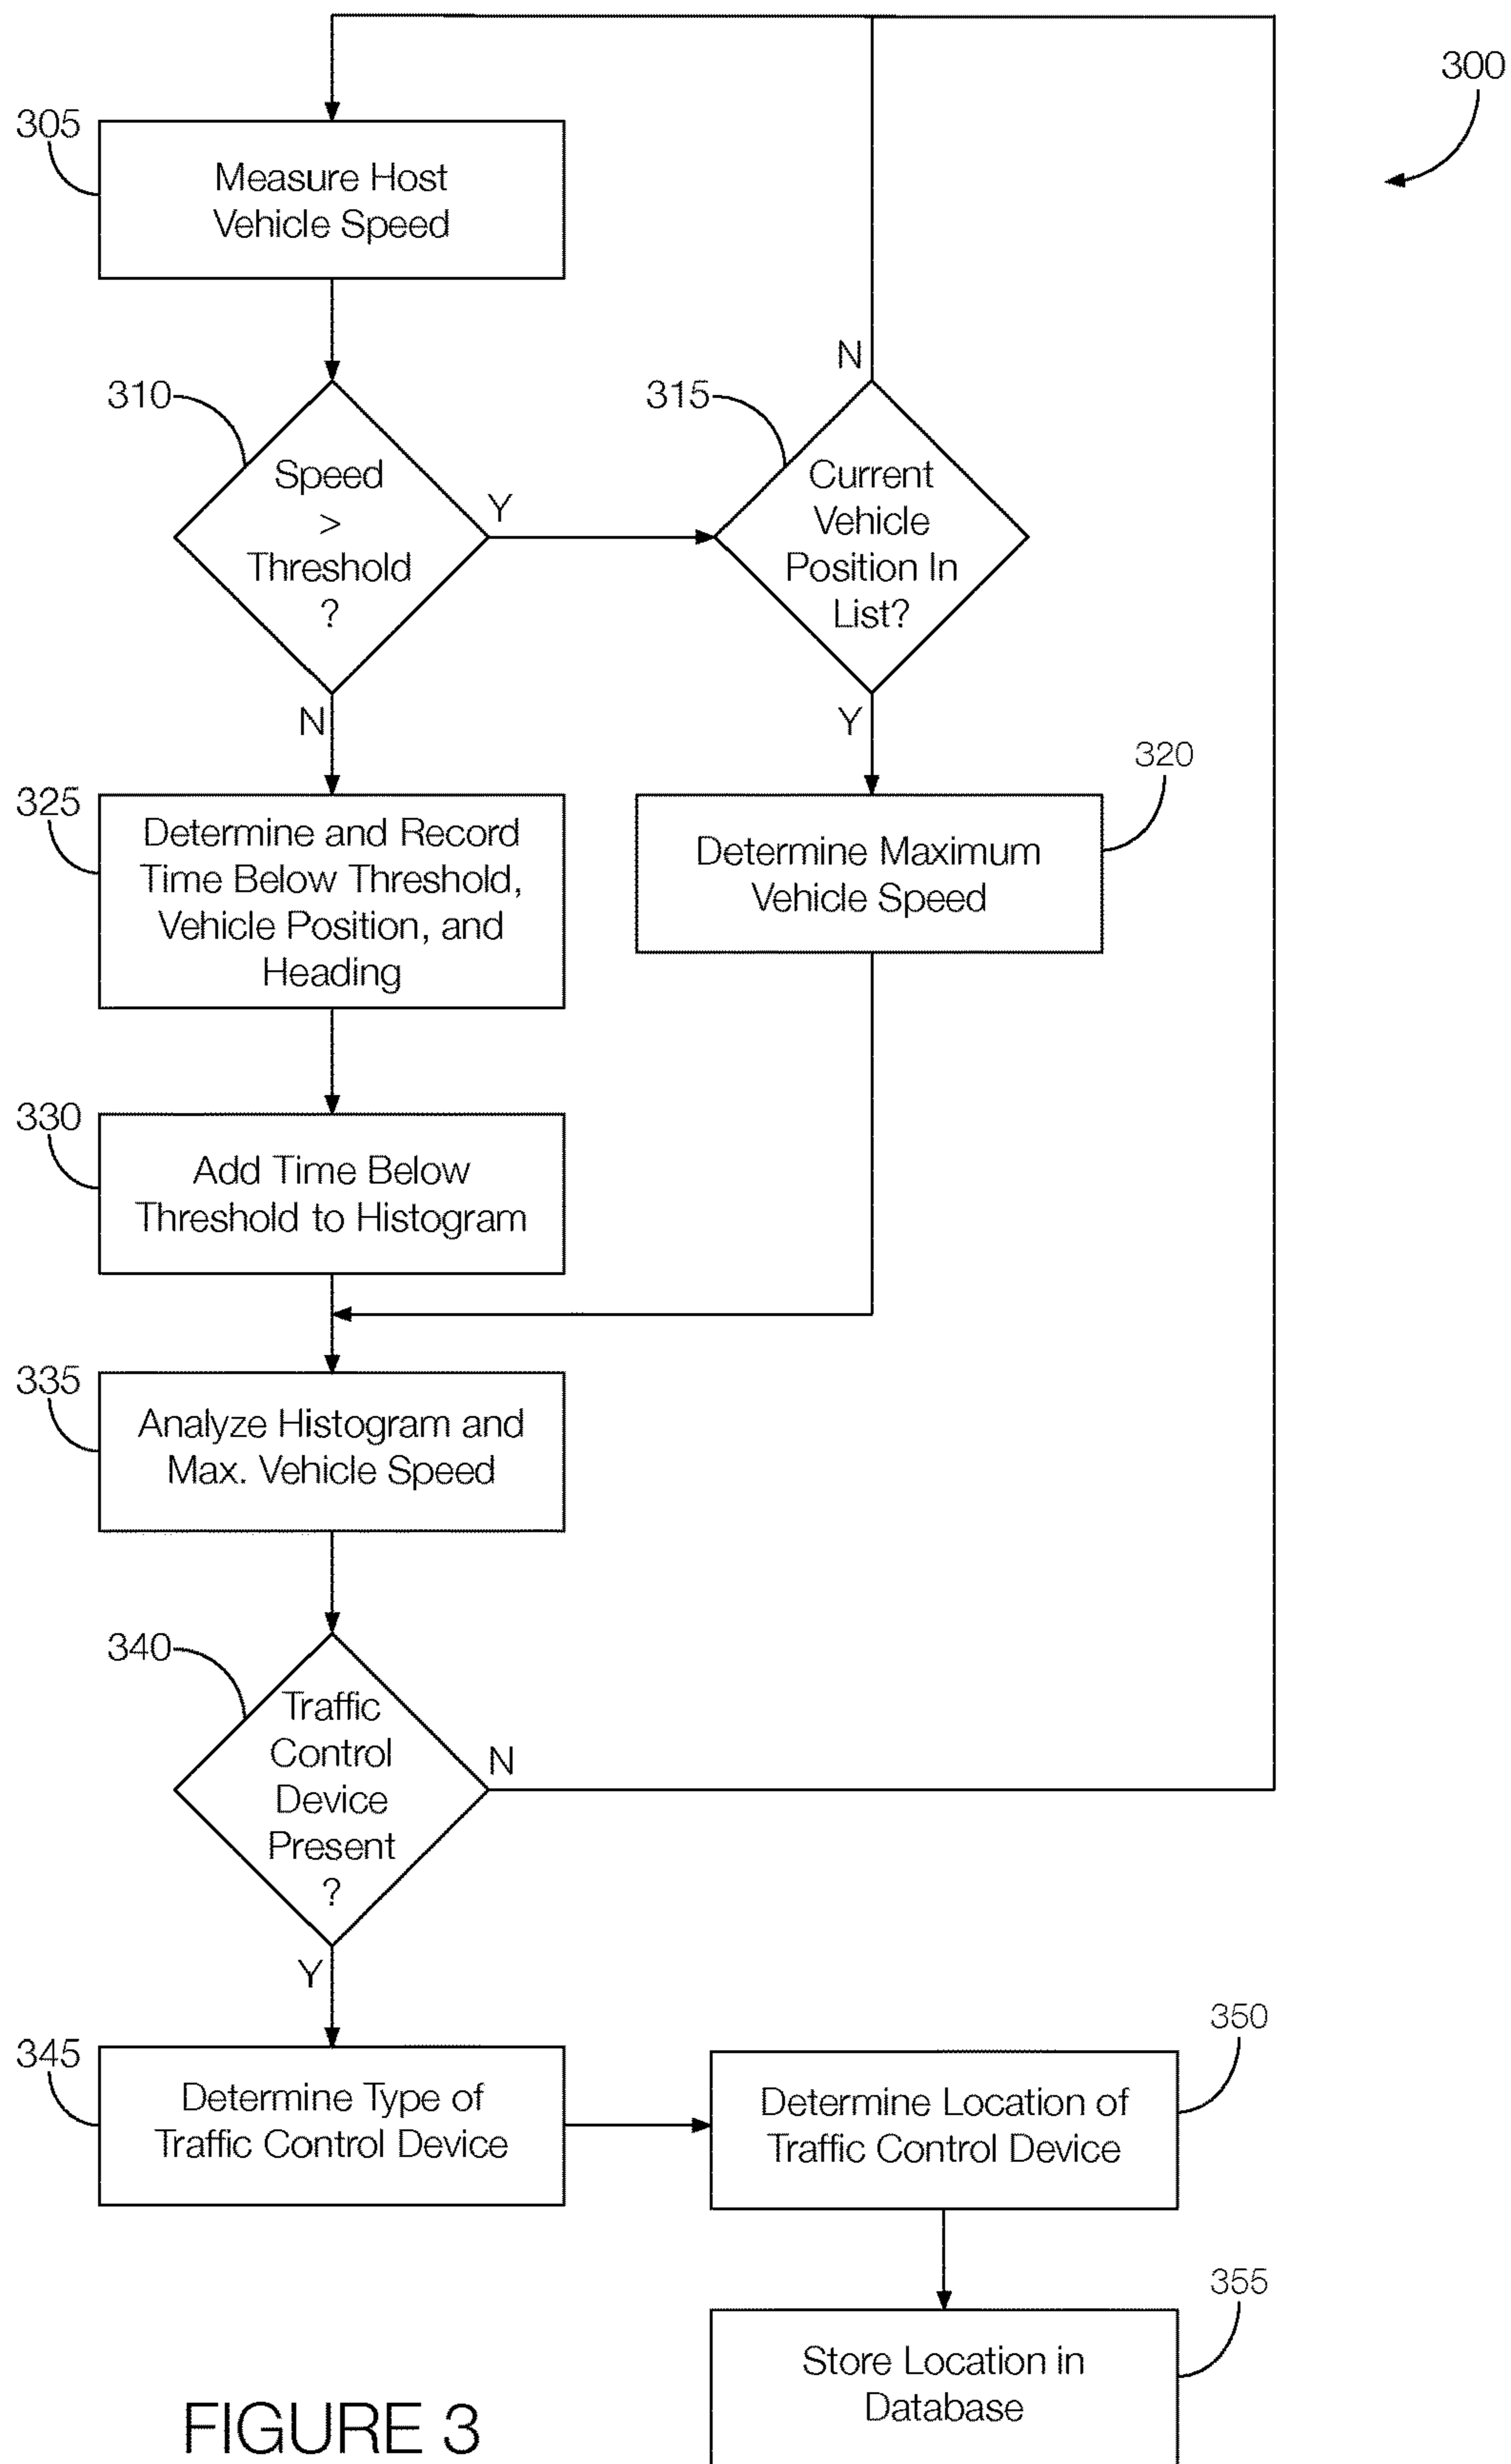 300
305
Measure Host
Vehicle Speed
N
310
315
Speed
>
Threshold
?
Y
Current
Vehicle
Position In
List?
N
Y
320
325
Determine and Record
Time Below Threshold,
Vehicle Position, and
Heading
Determine Maximum
Vehicle Speed
330
Add Time Below
Threshold to Histogram
335
Analyze Histogram and
Max. Vehicle Speed
340
Traffic
Control
Device
Present
?
N
Y
345
Determine Type of
Traffic Control Device
350
Determine Location of
Traffic Control Device
355
Store Location in
Database
FIGURE 3